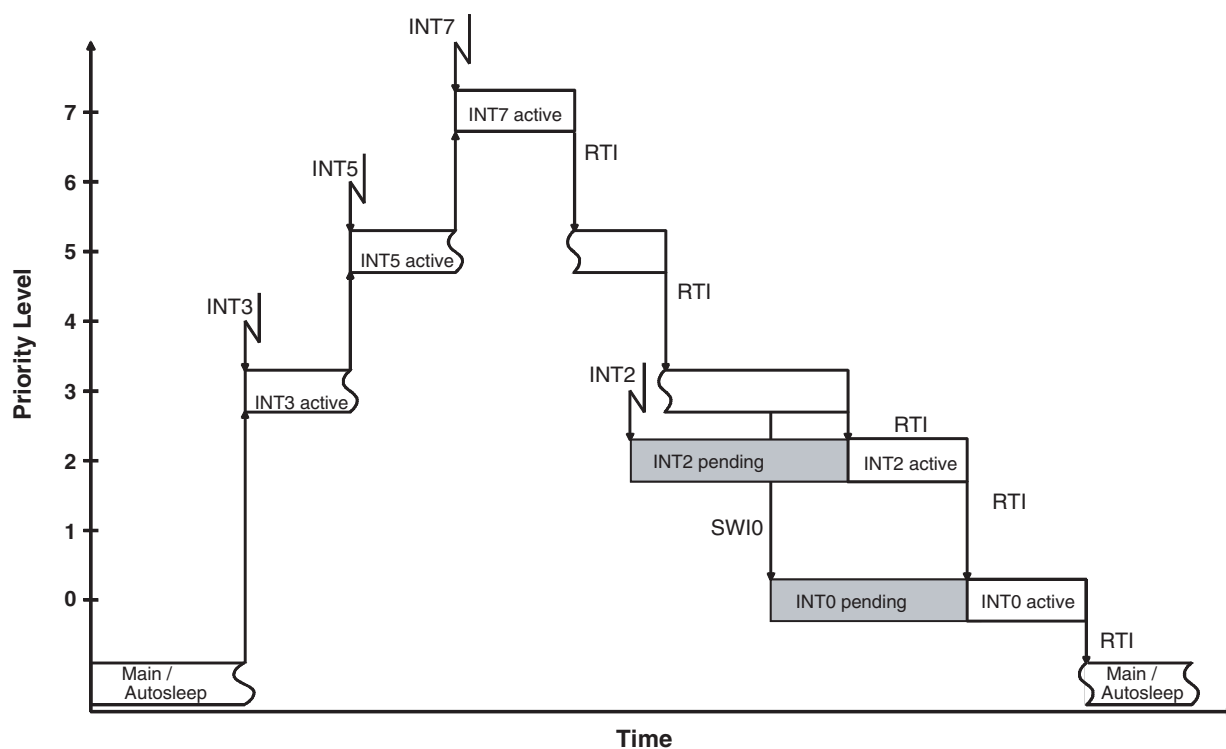 INT7
7
INT7 active
RTI
INT5
6
5
INT5 active
RTI
INT3
4
INT2
3
INT3 active
RTI
2
INT2 pending
INT2 active
RTI
1
SWI0
0
INT0 pending
INT0 active
RTI
Main /
Autosleep
Main /
Autosleep
Priority Level
Time